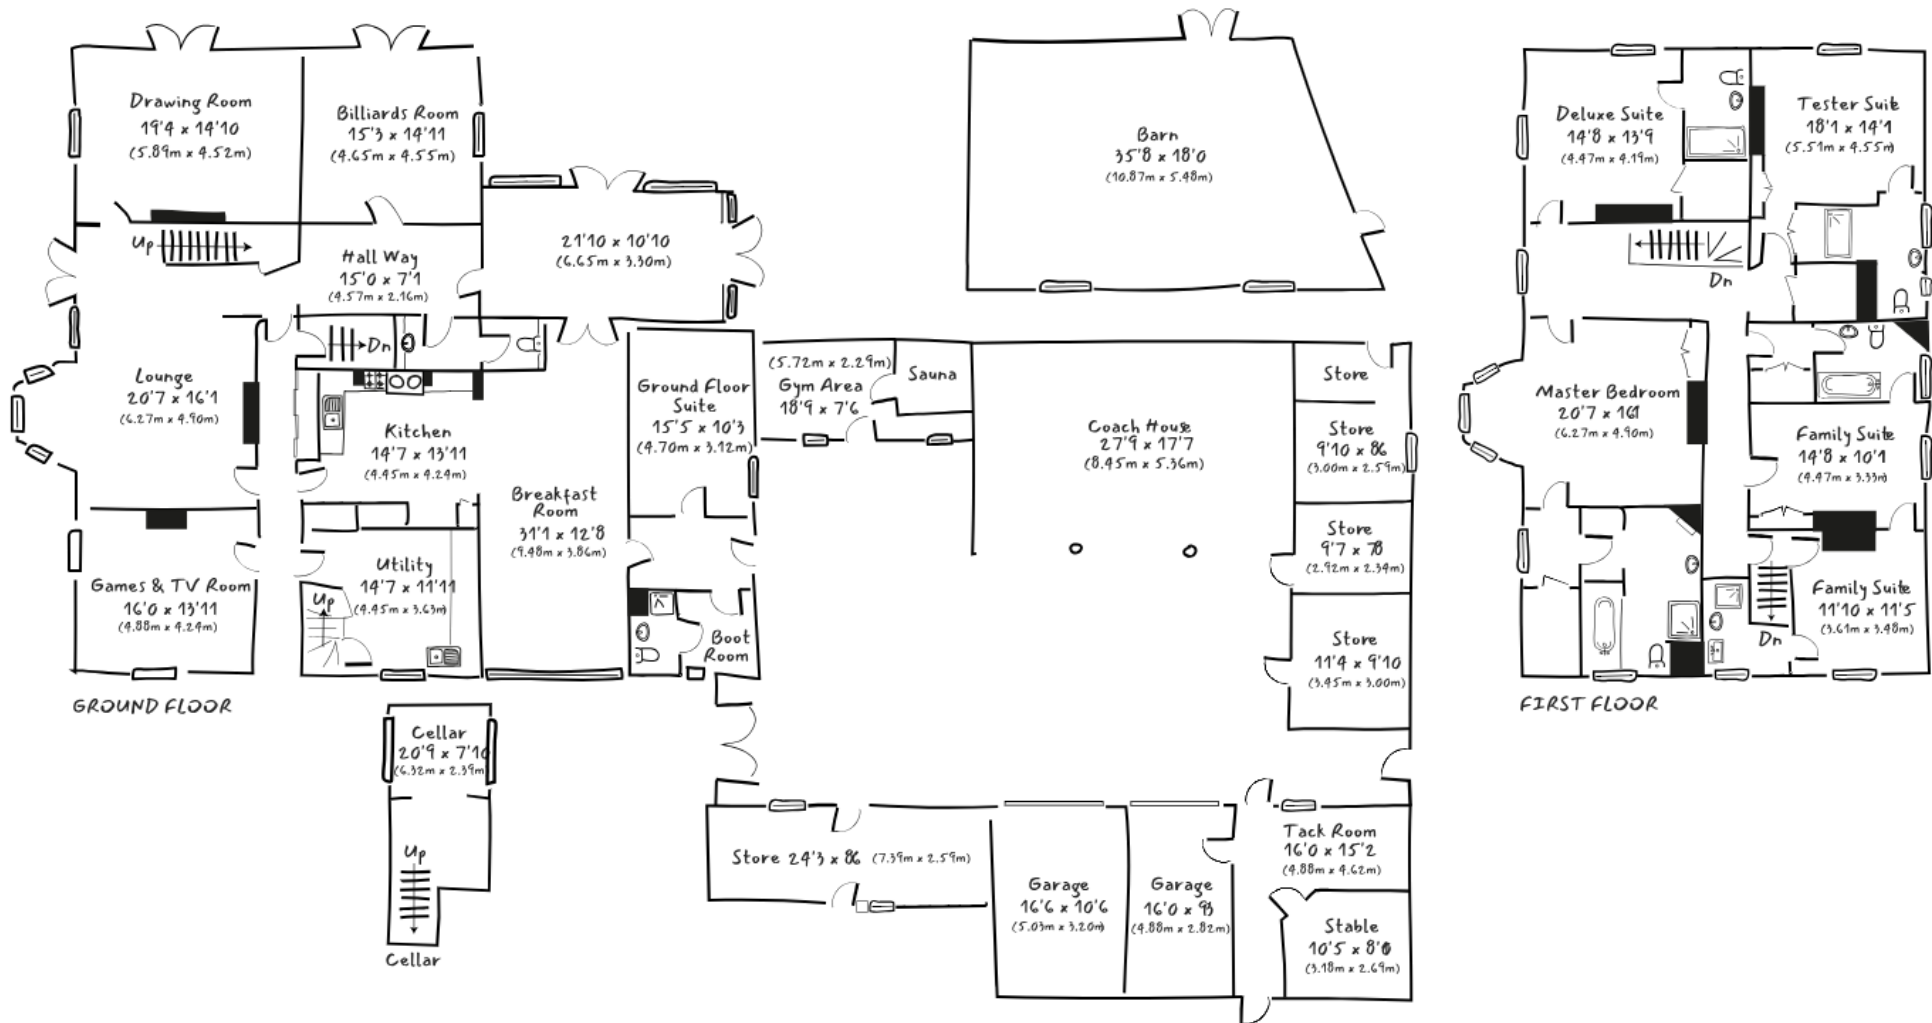 Drawing Room
19'4 x 14'10
(5.89m x 4.52m)
Billiards Room
15'3 x 14'11
(4.65m x 4.55m)
Up
Hall Way
15'0 x 7'1
(4.57m x 2.16m)
21'10 x 10'10
(6.65m x 3.30m)
Dn
Lounge
20'7 x 16'1
(6.27m x 4.90m)
Kitchen
14'7 x 13'11
(4.45m x 4.24m)
Ground Floor
Suite
15'5 x 10'3
(4.70m x 3.12m)
Breakfast
Room
31'1 x 12'8
(9.48m x 3.86m)
Games & TV Room
16'0 x 13'11
(4.88m x 4.24m)
Utility
14'7 x 11'11
(4.45m x 3.63m)
Up
Boot
Room
GROUND FLOOR
Cellar
20'9 x 7'10
(6.32m x 2.39m
Up
Cellar
Barn
35'8 x 18'0
(10.87m x 5.48m)
(5.72m x 2.29m)
Gym Area
18'9 x 7'6
Sauna
Coach House
27'9 x 17'7
(8.45m x 5.36m)
Store
Store
9'10 x 86
(3.00m x 2.59m)
Store
9'7 x 78
(2.92m x 2.34m)
Store
11'4 x 9'10
(3.45m x 3.00m)
Store 24'3 x 86 (7.39m x 2.59m)
Garage
16'6 x 10'6
(5.03m x 3.20m)
Garage
16'0 x 93
(4.88m x 2.82m)
Tack Room
16'0 x 15'2
(4.88m x 4.62m)
Stable
10'5 x 8'0
(3.18m x 2.69m)
Deluxe Suite
14'8 x 13'9
(4.47m x 4.19m)
Tester Suite
18'1 x 14'1
(5.51m x 4.55m)
Dn
Master Bedroom
20'7 x 161
(6.27m x 4.90m)
Family Suite
14'8 x 10'1
(4.47m x 3.33m)
Family Suite
11'10 x 11'5
(3.61m x 3.48m)
Dn
FIRST FLOOR